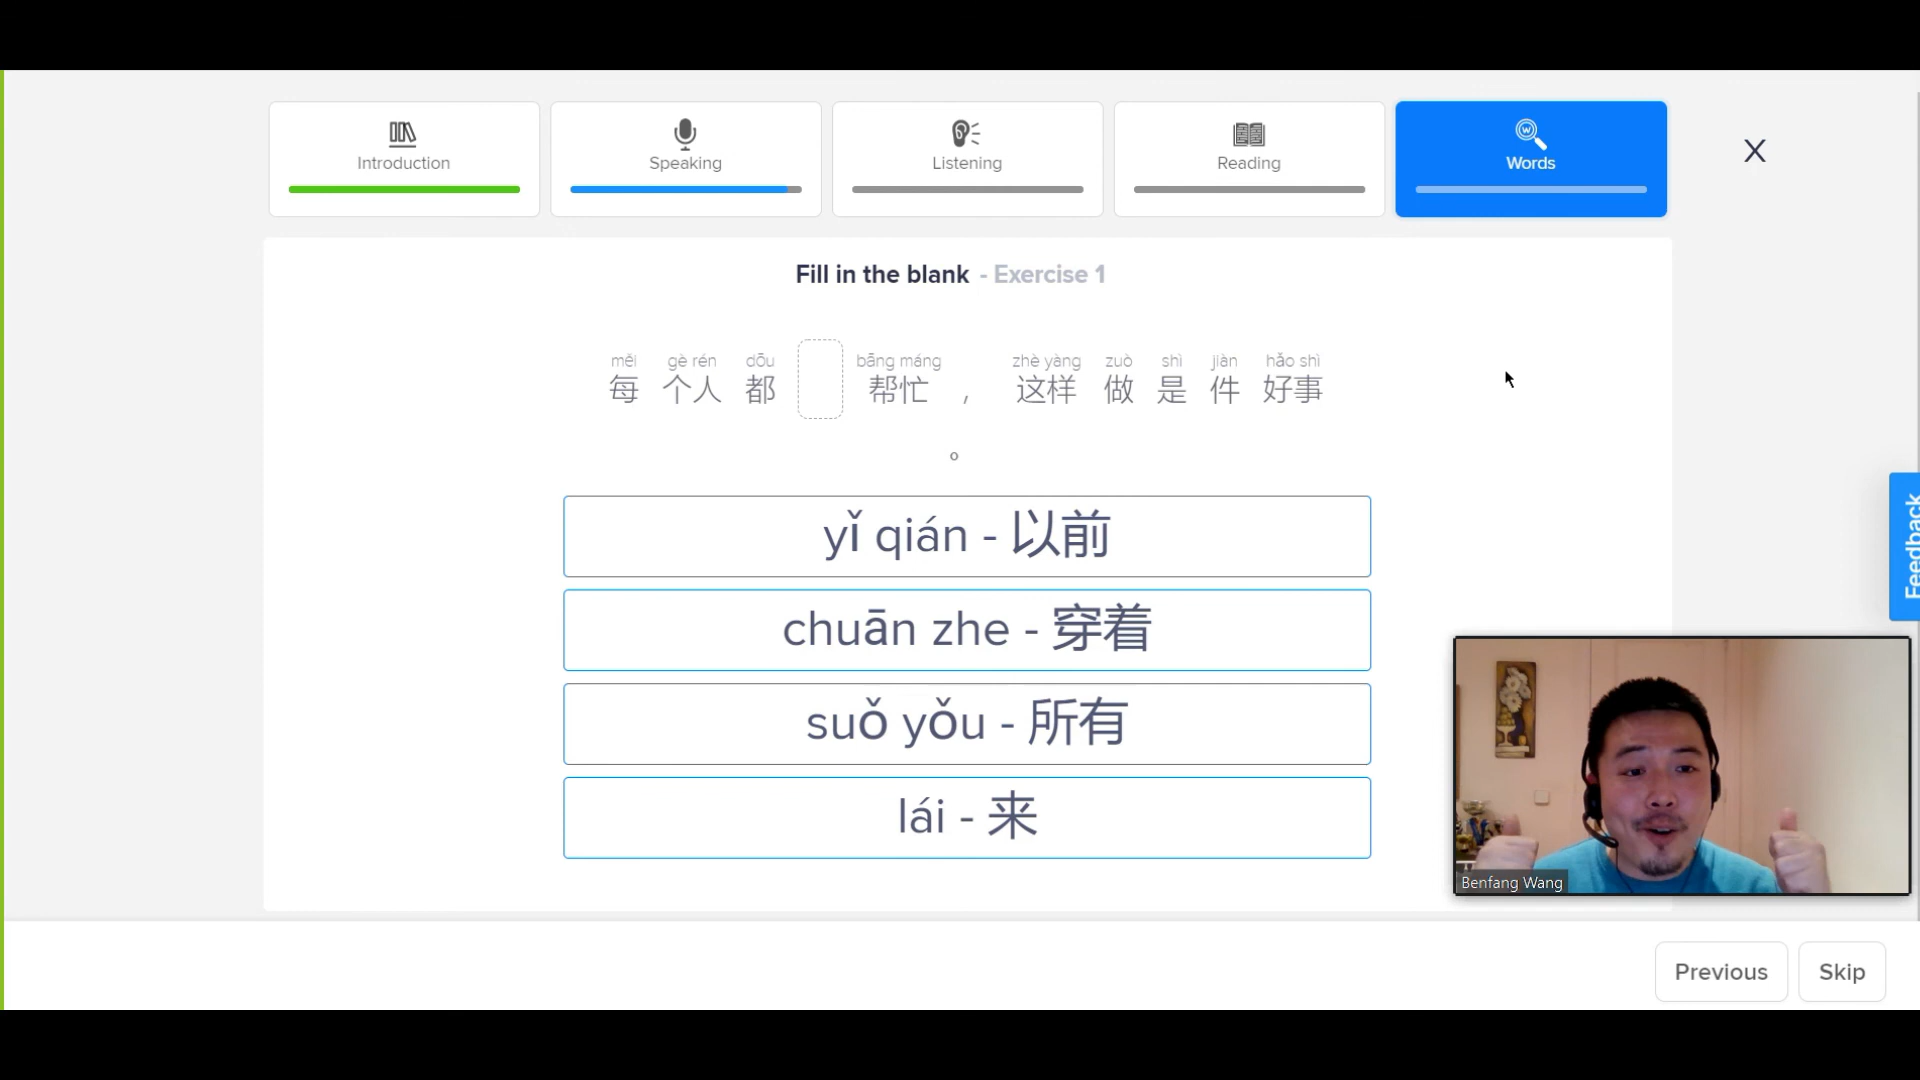 Introduction
Speaking
Listening
Reading
Words
X
Fill in the blank - Exercise 1
měi gè rén dōu bāng máng zhè yàng zuò shì jiàn hǎo shì
每 个人 都 帮忙 , 这样 做 是 件 好事
。
yǐ qián - 以前
chuān zhe - 穿着
suǒ yǒu - 所有
lái - 来
Feedback
Benfang Wang
Previous
Skip